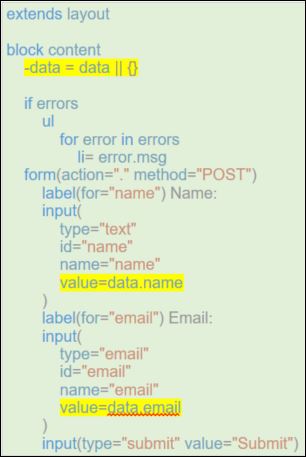 extends layout
block content
-data = data || {}
if errors
ul
for error in errors
li= error.msg
form(action="." method="POST")
label(for="name") Name:
input(
type="text"
id="name"
name="name"
value=data.name
)
label(for="email") Email:
input(
type="email"
id="email"
name="email"
value=data.email
)
input(type="submit" value="Submit")